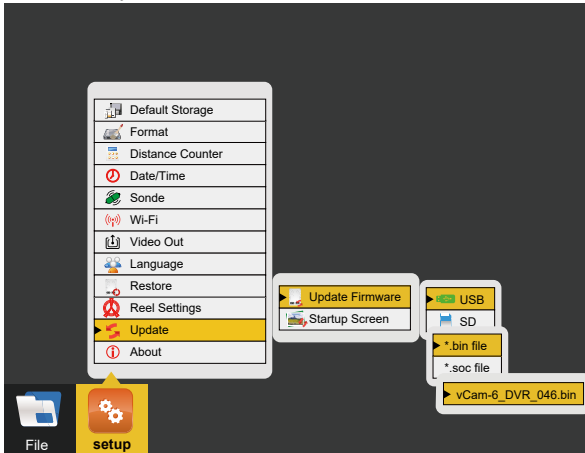 Default Storage
Format
Distance Counter
Date/Time
Sonde
Wi-Fi
Video Out
Language
Restore
Reel Settings
Update
About
Update Firmware
Startup Screen
USB
SD
*.bin file
*.soc file
vCam-6_DVR_046.bin
File
setup